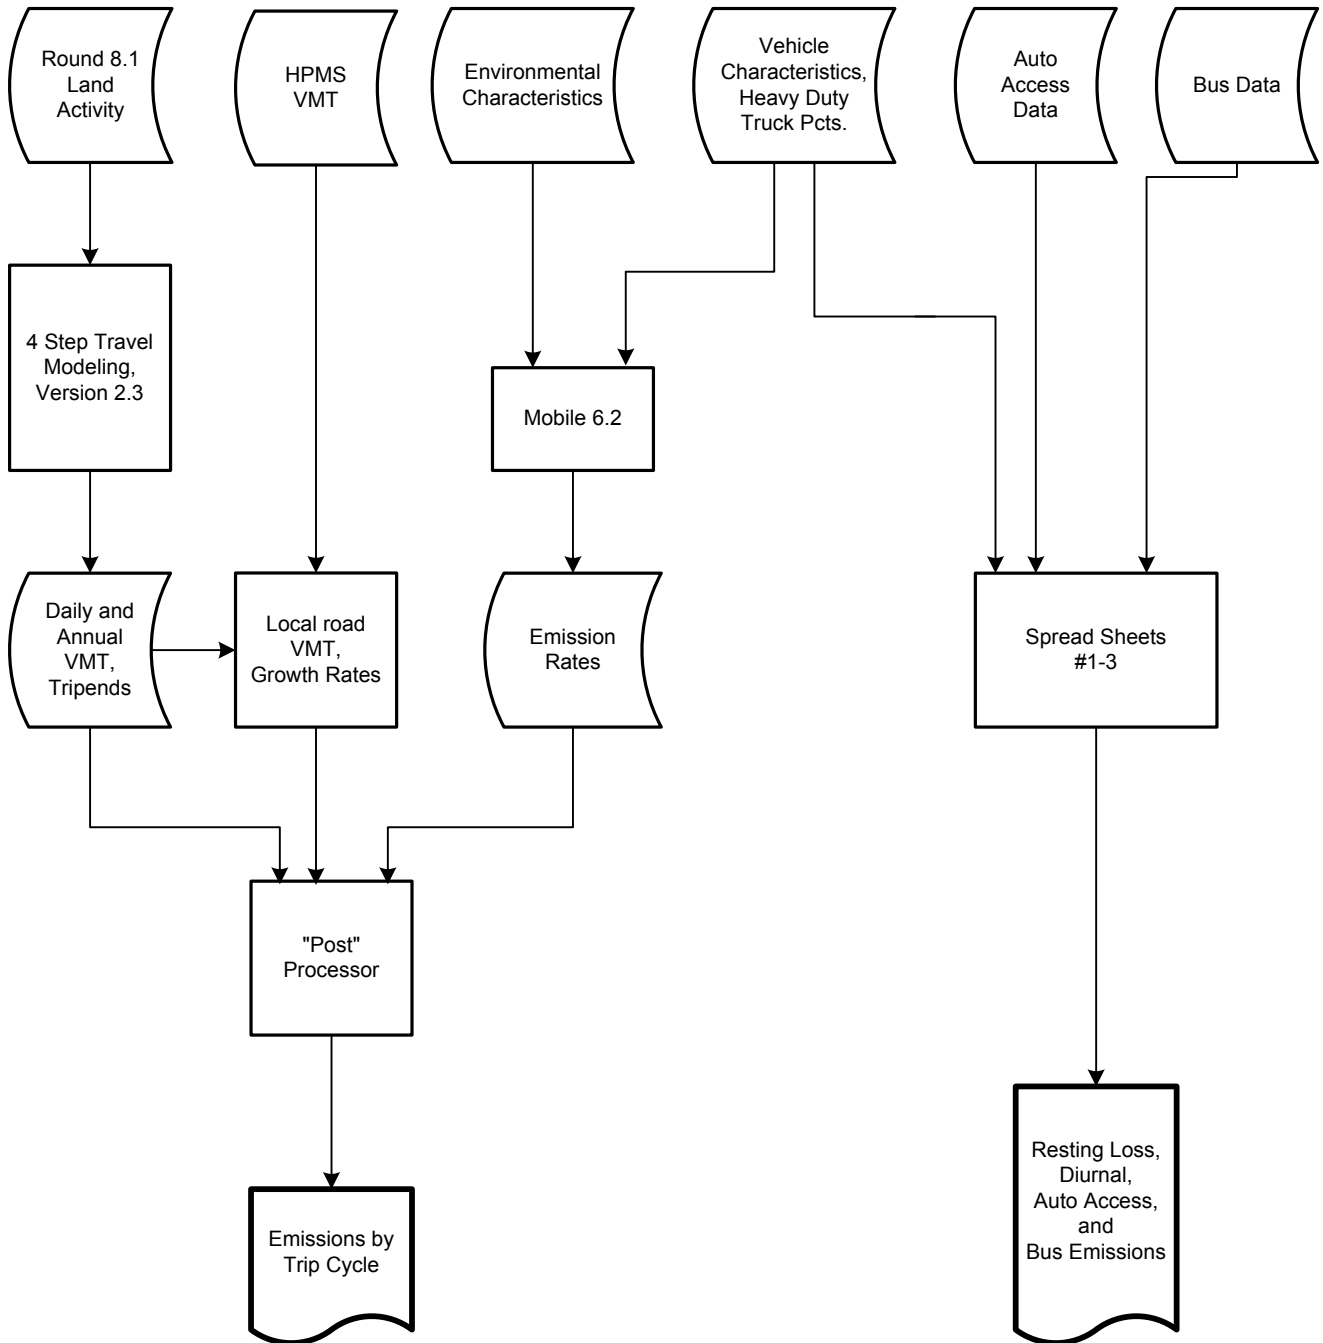 Round 8.1
Land
Activity
HPMS
VMT
Environmental
Characteristics
Vehicle
Characteristics,
Heavy Duty
Truck Pcts.
Auto
Access
Data
Bus Data
4 Step Travel
Modeling,
Version 2.3
Mobile 6.2
Daily and
Annual
VMT,
Tripends
Local road
VMT,
Growth Rates
Emission
Rates
Spread Sheets
#1-3
"Post"
Processor
Emissions by
Trip Cycle
Resting Loss,
Diurnal,
Auto Access,
and
Bus Emissions